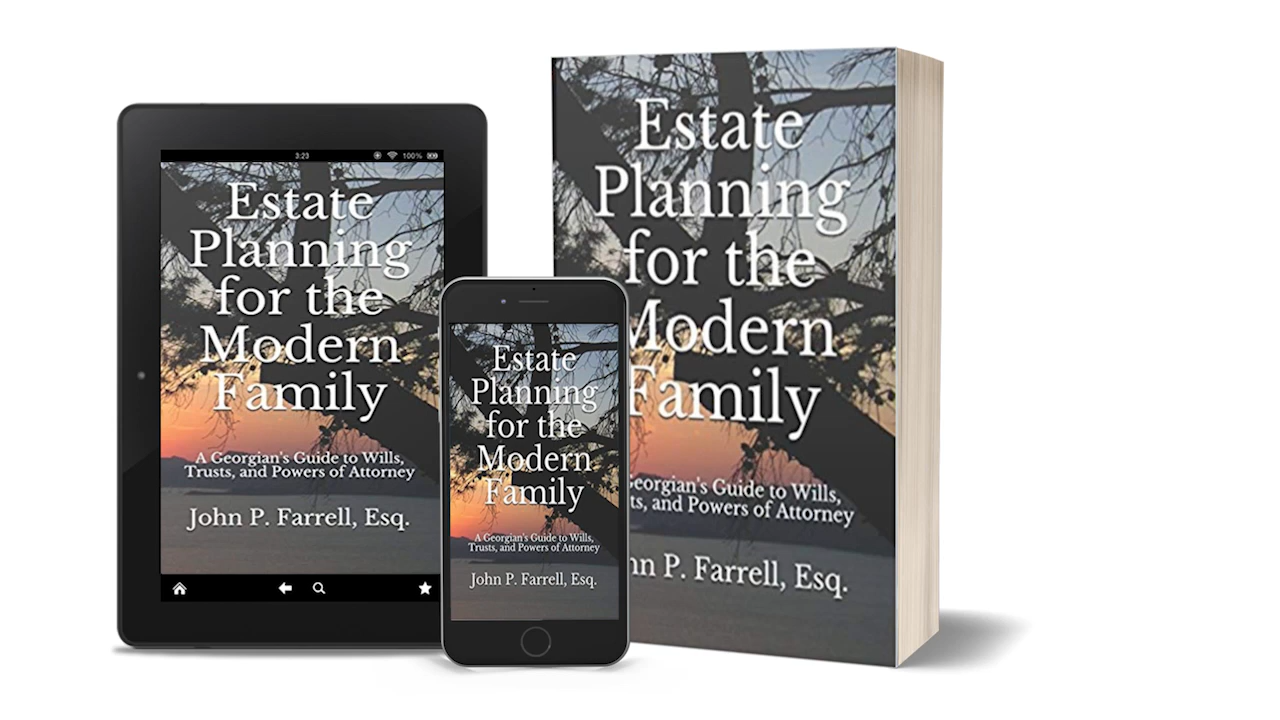 3:23
100%
Estate
Planning
for the
Modern
Family
A Georgian's Guide to Wills,
Trusts, and Powers of Attorney
John P. Farrell, Esq.
Estate
Planning
for the
Modern
Family
A Georgian's Guide to Wills,
Trusts, and Powers of Attorney
John P. Farrell, Esq.
Estate
Planning
for the
Modern
Family
Georgian's Guide to Wills,
ts, and Powers of Attorney
hn P. Farrell, Esq.